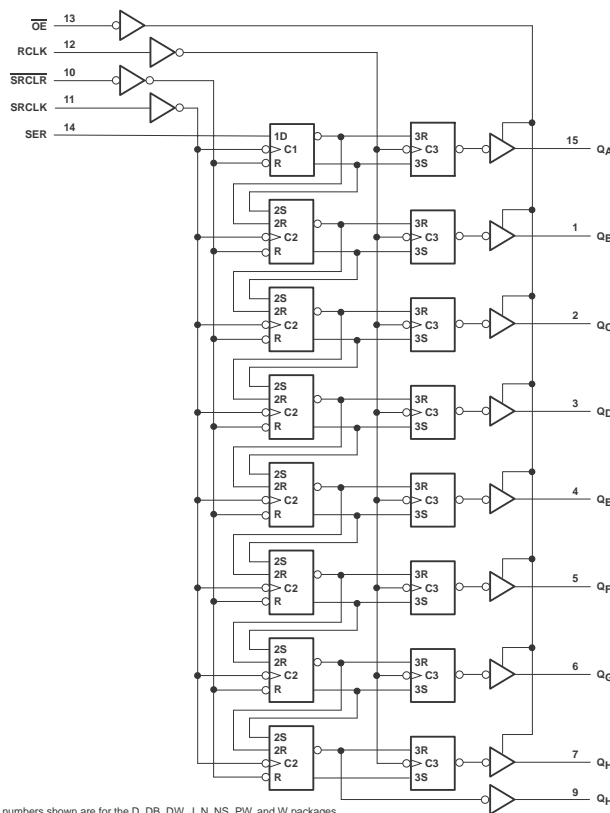 OE 13
RCLK 12
SRCLR 10
SRCLK 11
SER 14
1D 3R
C1 C3 15 QA
R 3S
2S
2R 3R
C2 C3 1 QB
R 3S
2S
2R 3R
C2 C3 2 QC
R 3S
2S
2R 3R
C2 C3 3 QD
R 3S
2S
2R 3R
C2 C3 4 QE
R 3S
2S
2R 3R
C2 C3 5 QF
R 3S
2S
2R 3R
C2 C3 6 QG
R 3S
2S
2R 3R
C2 C3 7 QH
R 3S
9 QH
numbers shown are for the D, DB, DW, J, N, NS, PW, and W packages